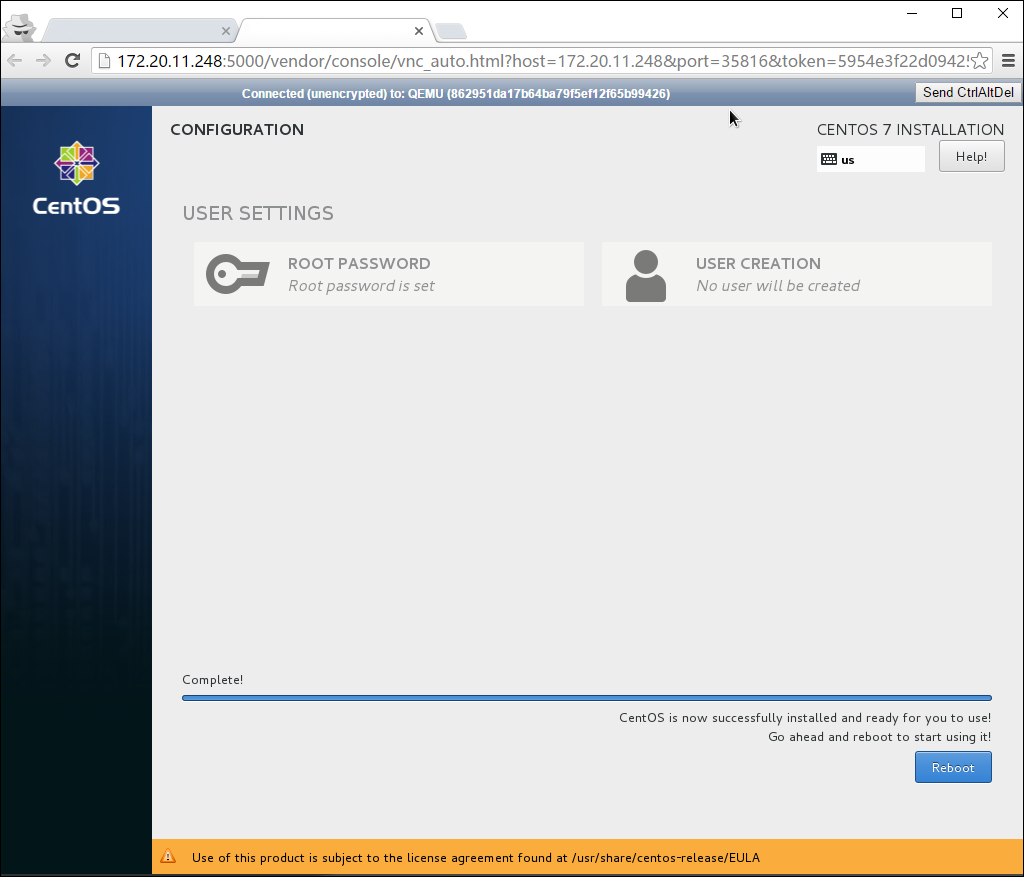 172.20.11.248:5000/vendor/console/vnc_auto.html?host=172.20.11.248&port=35816&token=5954e3f22d0942
Connected (unencrypted) to: QEMU (862951da17b64ba79f5ef12f65b99426)
Send CtrlAltDel
CentOS
CONFIGURATION
CENTOS 7 INSTALLATION
us
Help!
USER SETTINGS
ROOT PASSWORD
Root password is set
USER CREATION
No user will be created
Complete!
CentOS is now successfully installed and ready for you to use!
Go ahead and reboot to start using it!
Reboot
Use of this product is subject to the license agreement found at /usr/share/centos-release/EULA